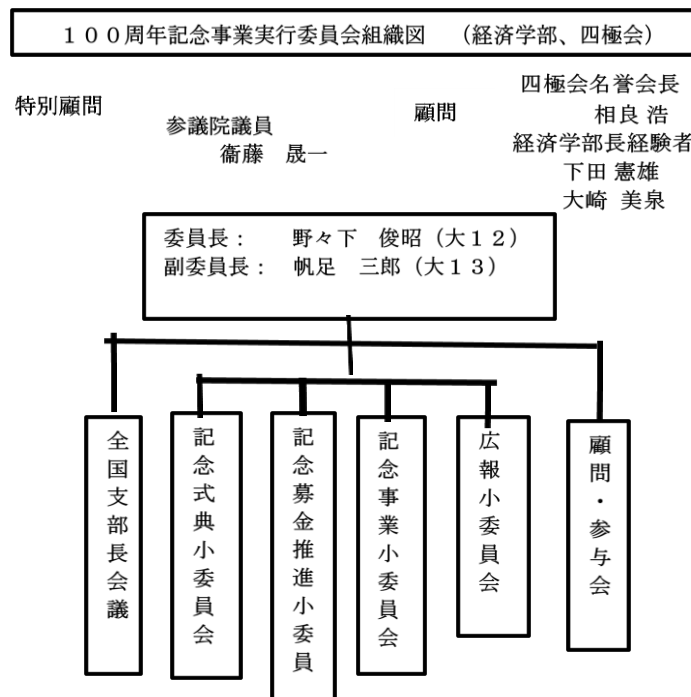 １００周年記念事業実行委員会組織図　（経済学部、四極会）
特別顧問
参議院議員
衞藤　晟一
顧問
四極会名誉会長
相良 浩
経済学部長経験者
下田 憲雄
大崎 美泉
委員長：　　野々下　俊昭（大１２）
副委員長：　帆足　三郎（大１３）
全国支部長会議
記念式典小委員会
記念募金推進小委員
記念事業小委員会
広報小委員会
顧問・参与会